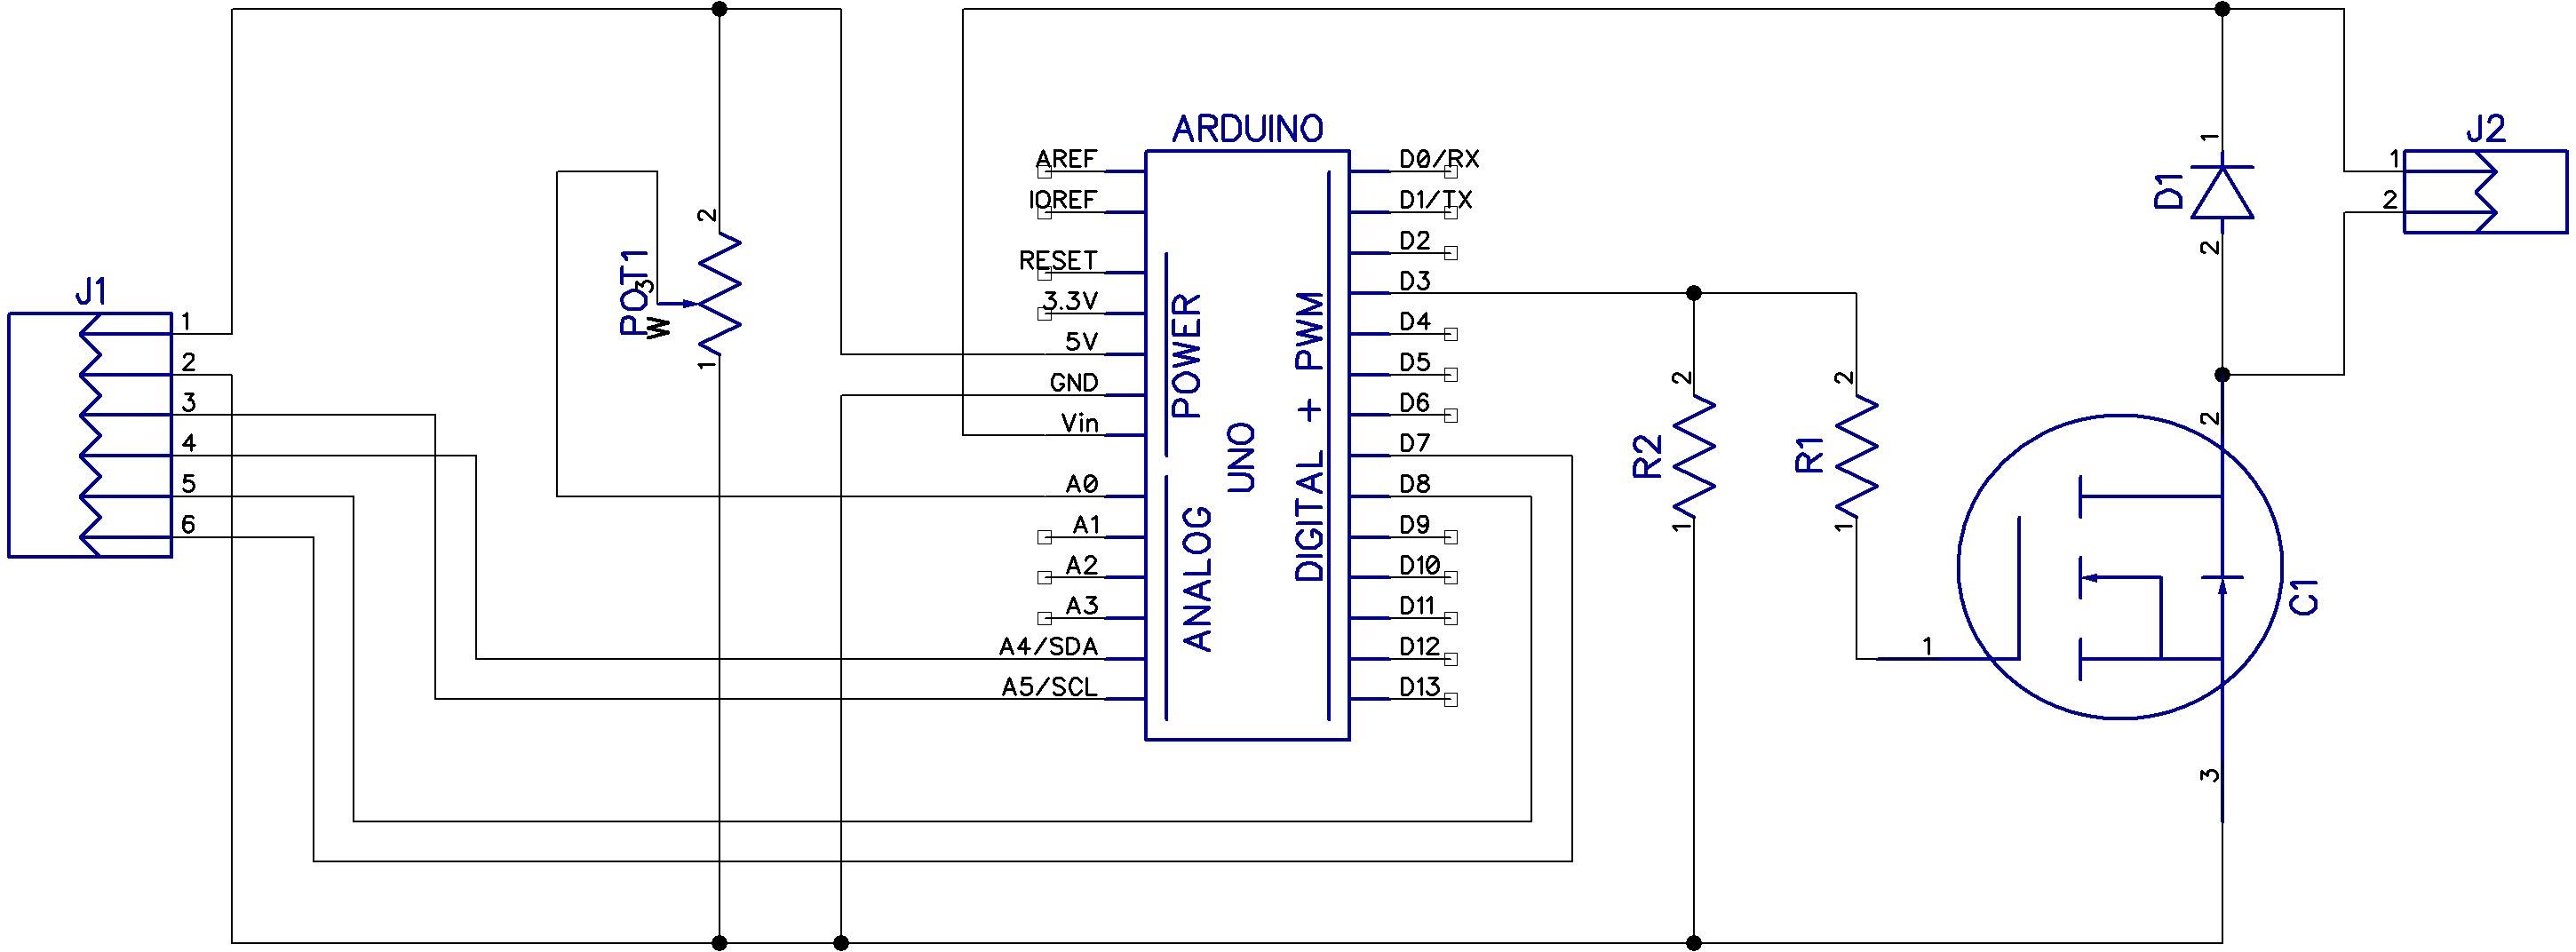 J1
1
2
3
4
5
6
POT1
2
3
W
1
ARDUINO
AREF
IOREF
RESET
3.3V
5V
GND
Vin
A0
A1
A2
A3
A4/SDA
A5/SCL
POWER
ANALOG
UNO
DIGITAL + PWM
D0/RX
D1/TX
D2
D3
D4
D5
D6
D7
D8
D9
D10
D11
D12
D13
R2
2
1
R1
2
1
D1
1
2
J2
1
2
C1
2
1
3